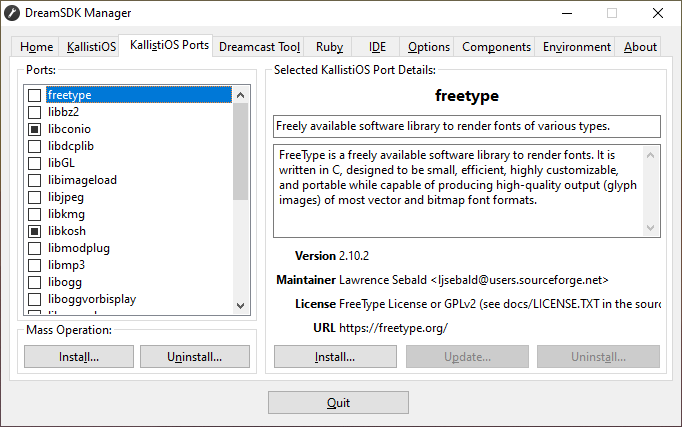 DreamSDK Manager
Home KallistiOS KallistiOS Ports Dreamcast Tool Ruby IDE Options Components Environment About
Ports:
freetype
libbz2
libconio
libdcplib
libGL
libimageload
libjpeg
libkmg
libkosh
libmodplug
libmp3
libogg
liboggvorbisplay
Mass Operation:
Install...
Uninstall...
Selected KallistiOS Port Details:
freetype
Freely available software library to render fonts of various types.
FreeType is a freely available software library to render fonts. It is
written in C, designed to be small, efficient, highly customizable,
and portable while capable of producing high-quality output (glyph
images) of most vector and bitmap font formats.
Version 2.10.2
Maintainer Lawrence Sebald <ljsebald@users.sourceforge.net>
License FreeType License or GPLv2 (see docs/LICENSE.TXT in the sourc
URL https://freetype.org/
Install...
Update...
Uninstall...
Quit